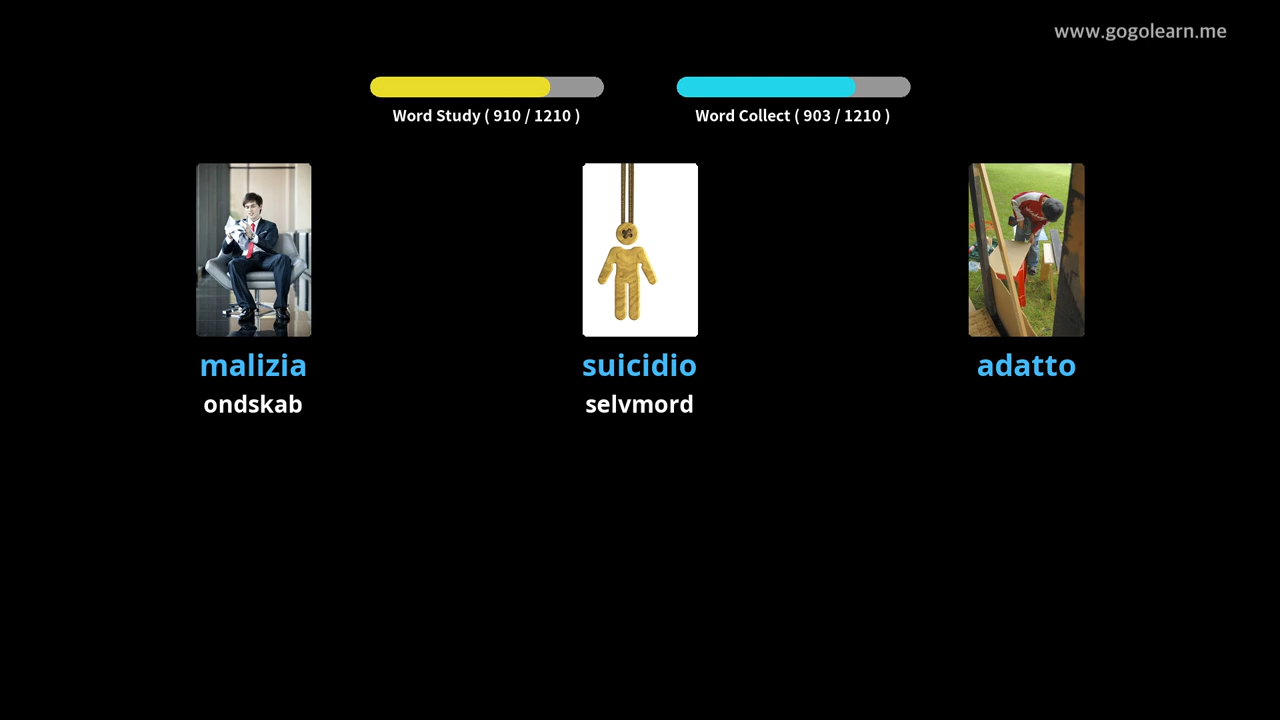 www.gogolearn.me
Word Study ( 910 / 1210 )
Word Collect ( 903 / 1210 )
malizia
suicidio
adatto
ondskab
selvmord